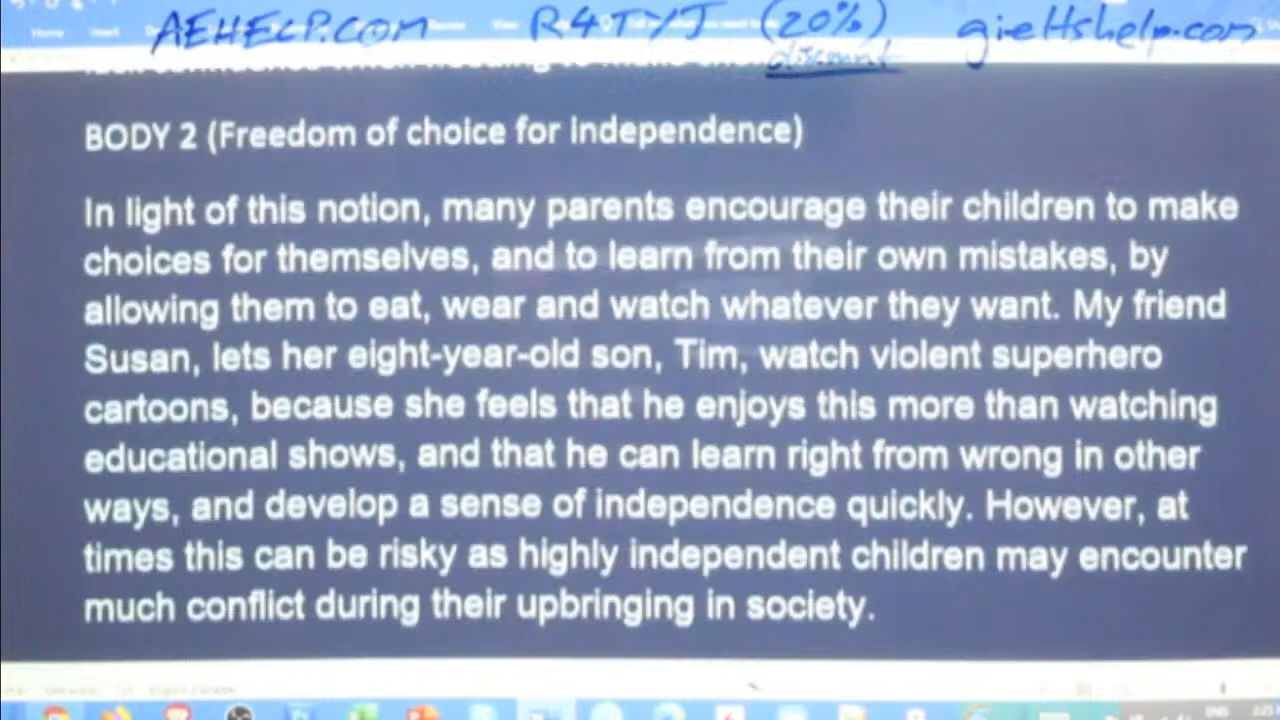 AEHELP.COM R4TYJ (20%) gieltshelp.com
discount
BODY 2 (Freedom of choice for independence)
In light of this notion, many parents encourage their children to make
choices for themselves, and to learn from their own mistakes, by
allowing them to eat, wear and watch whatever they want. My friend
Susan, lets her eight-year-old son, Tim, watch violent superhero
cartoons, because she feels that he enjoys this more than watching
educational shows, and that he can learn right from wrong in other
ways, and develop a sense of independence quickly. However, at
times this can be risky as highly independent children may encounter
much conflict during their upbringing in society.